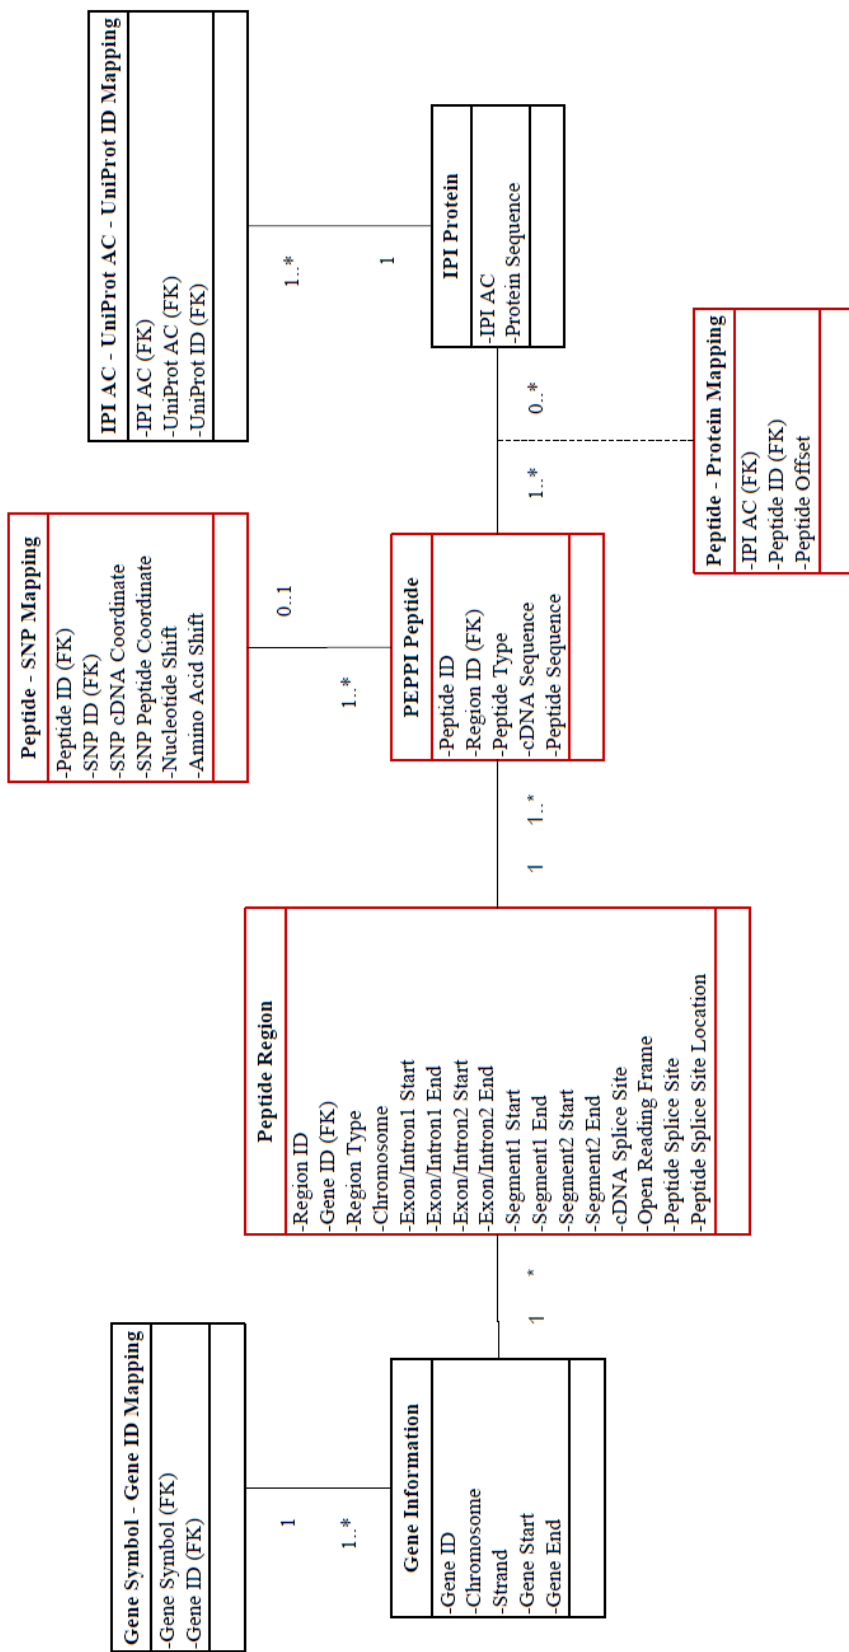 Gene Symbol - Gene ID Mapping
-Gene Symbol (FK)
-Gene ID (FK)
1
1..*
Gene Information
-Gene ID
-Chromosome
-Strand
-Gene Start
-Gene End
1
*
Peptide Region
-Region ID
-Gene ID (FK)
-Region Type
-Chromosome
-Exon/Intron1 Start
-Exon/Intron1 End
-Exon/Intron2 Start
-Exon/Intron2 End
-Segment1 Start
-Segment1 End
-Segment2 Start
-Segment2 End
-cDNA Splice Site
-Open Reading Frame
-Peptide Splice Site
-Peptide Splice Site Location
1
1..*
Peptide - SNP Mapping
-Peptide ID (FK)
-SNP ID (FK)
-SNP cDNA Coordinate
-SNP Peptide Coordinate
-Nucleotide Shift
-Amino Acid Shift
0..1
1..*
PEPPI Peptide
-Peptide ID
-Region ID (FK)
-Peptide Type
-cDNA Sequence
-Peptide Sequence
1..*
0..*
Peptide - Protein Mapping
-IPI AC (FK)
-Peptide ID (FK)
-Peptide Offset
IPI AC - UniProt AC - UniProt ID Mapping
-IPI AC (FK)
-UniProt AC (FK)
-UniProt ID (FK)
1..*
1
IPI Protein
-IPI AC
-Protein Sequence